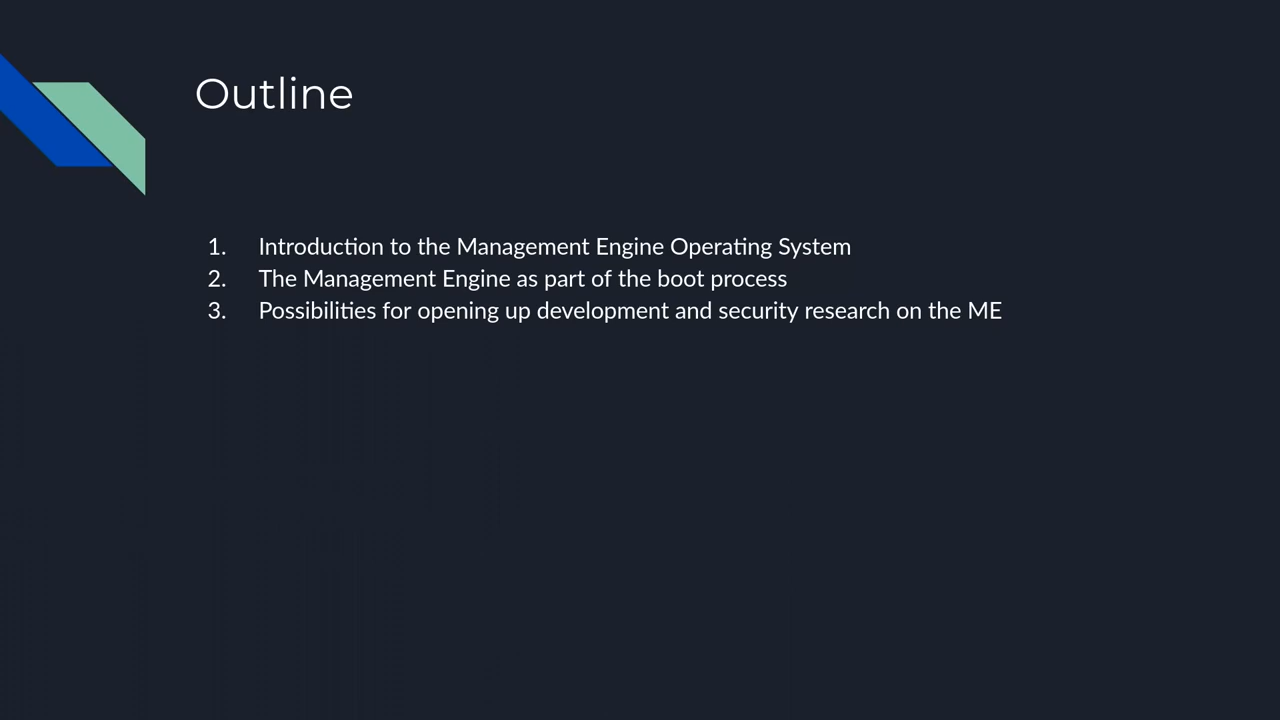 Outline
1. Introduction to the Management Engine Operating System
2. The Management Engine as part of the boot process
3. Possibilities for opening up development and security research on the ME